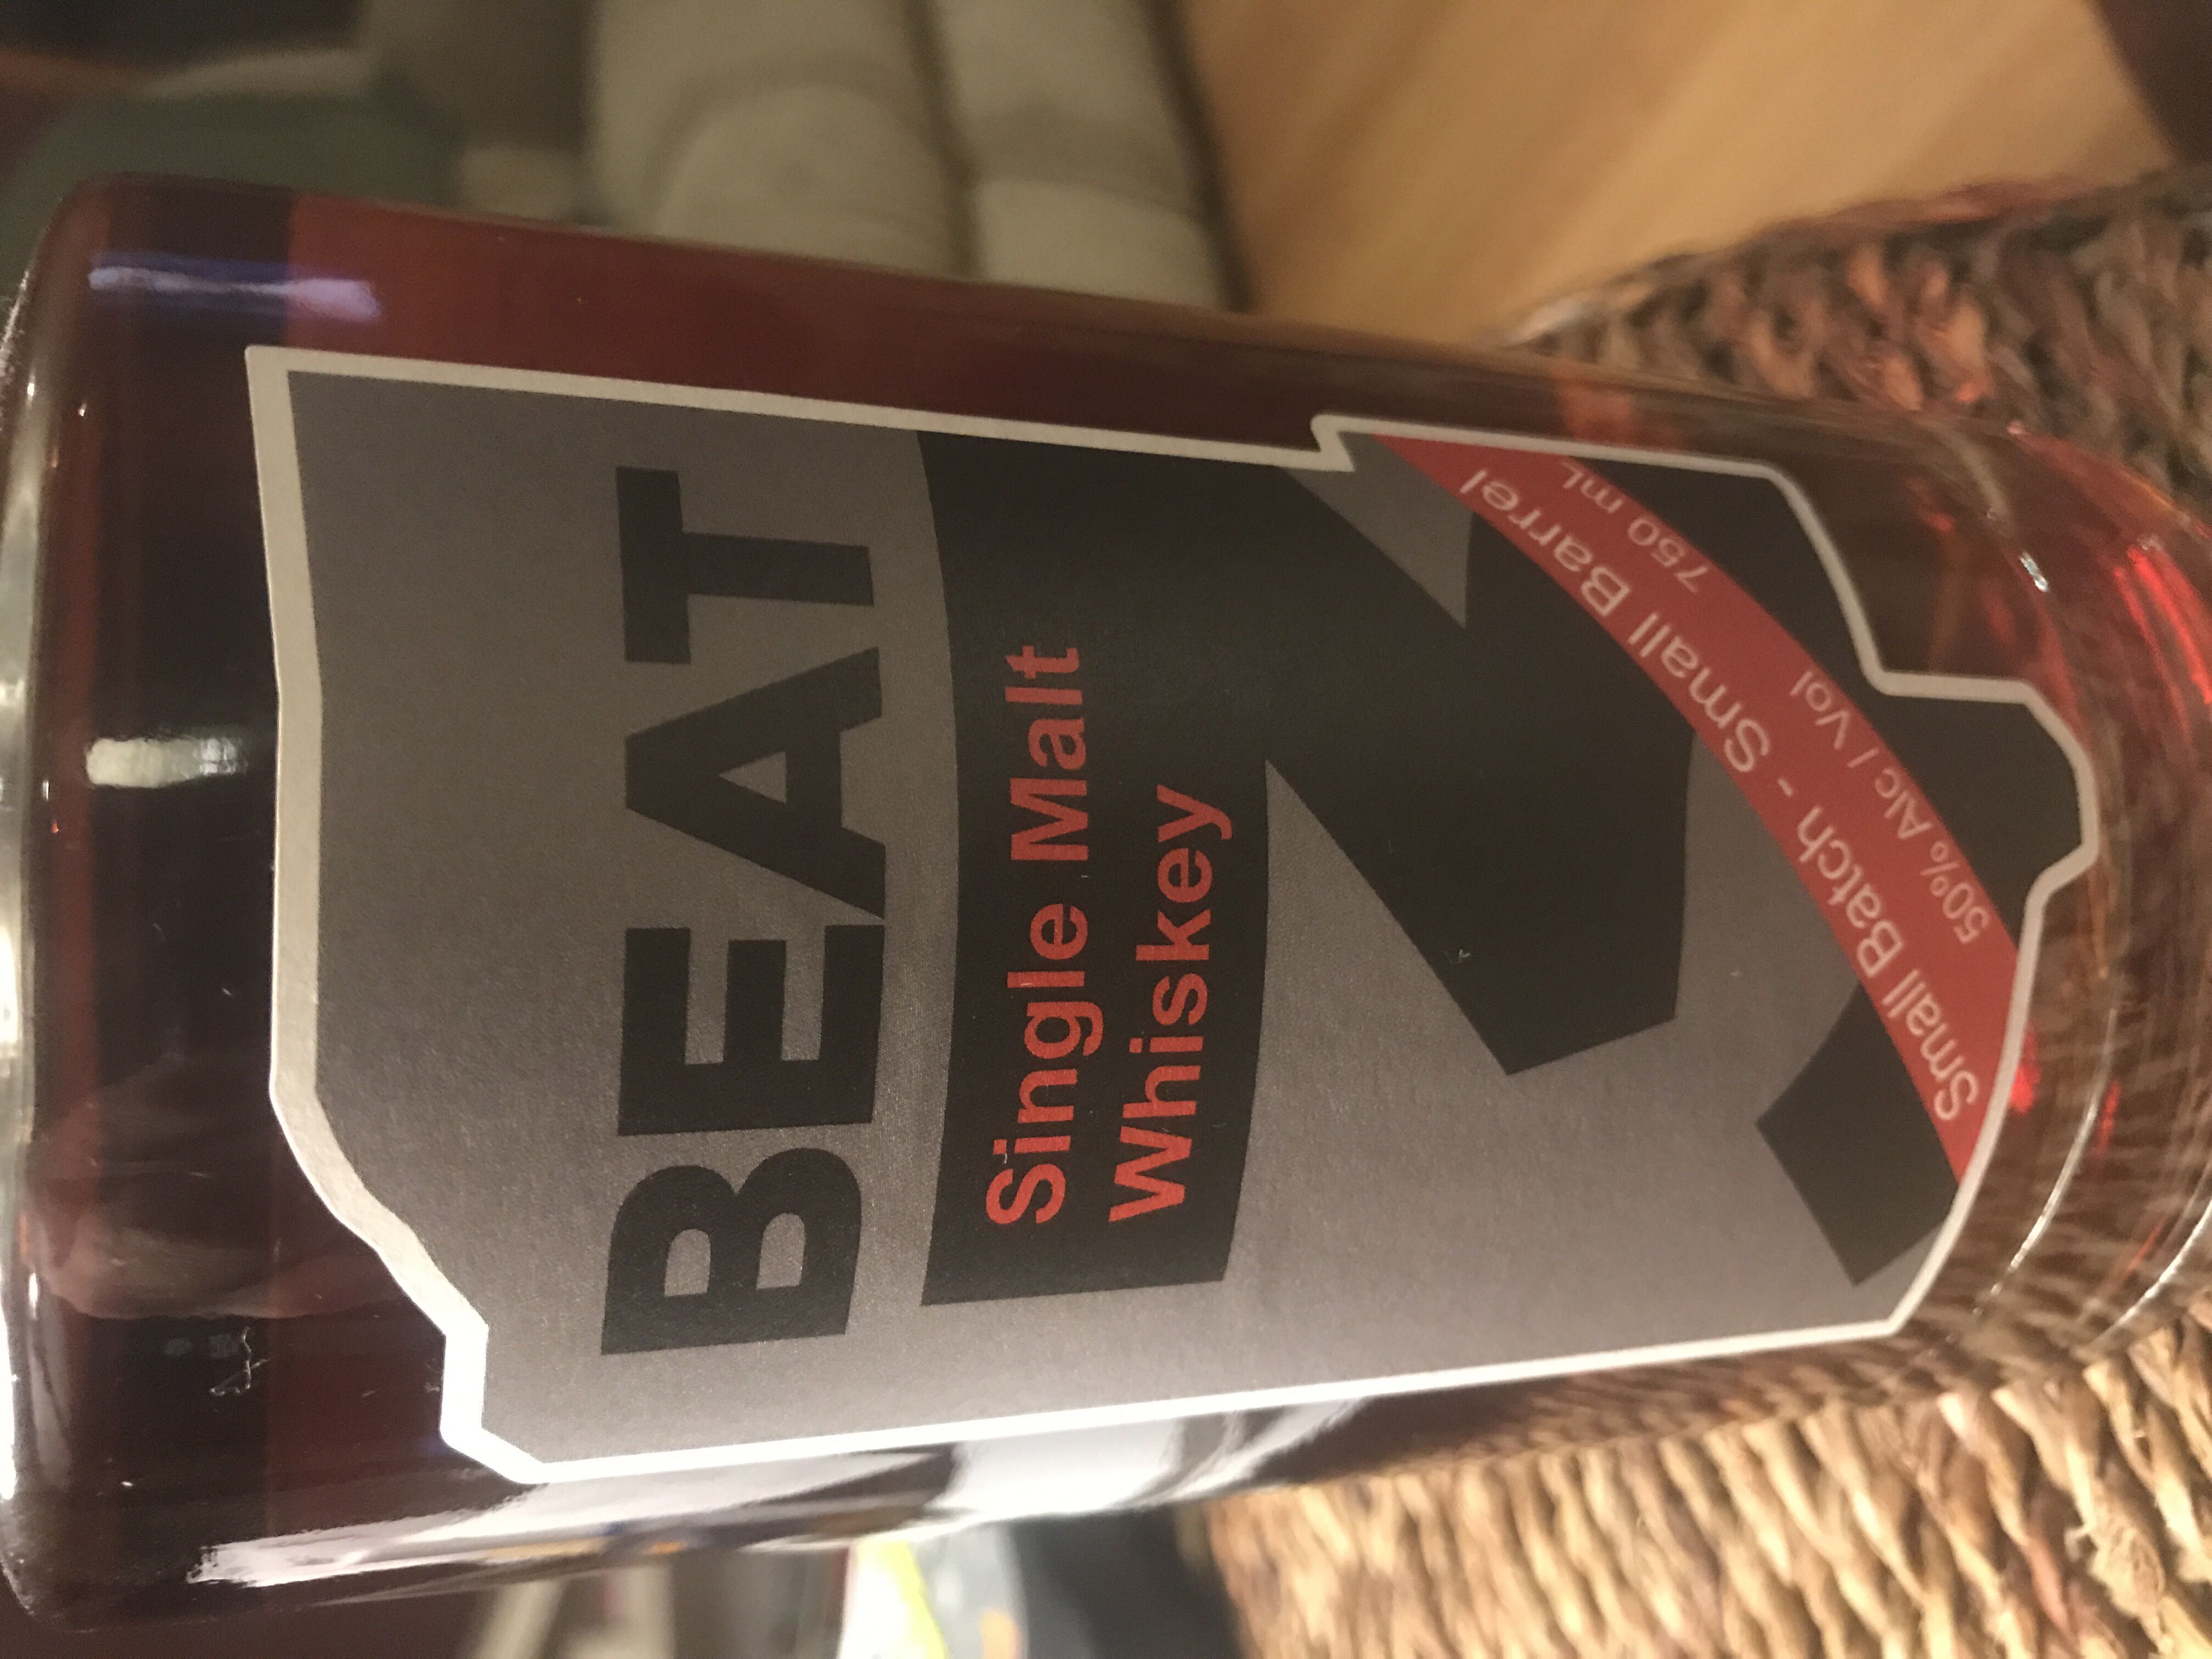 BEAT
Single Malt
Whiskey
Small Batch - Small Barrel
50% Alc / Vol 750 mL